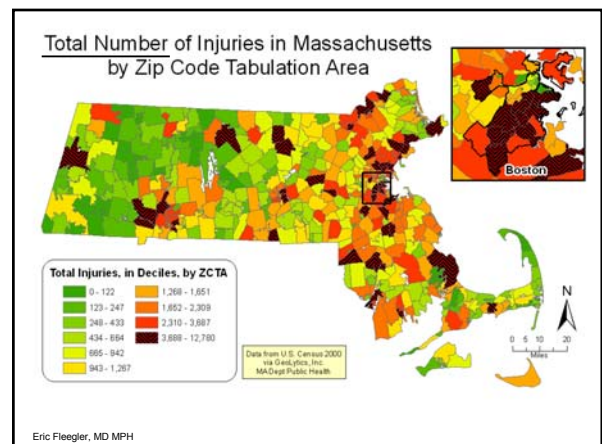 Total Number of Injuries in Massachusetts
by Zip Code Tabulation Area
Boston
Total Injuries, in Deciles, by ZCTA
0 - 122
123 - 247
248 - 433
434 - 664
665 - 942
943 - 1,267
1,268 - 1,651
1,652 - 2,309
2,310 - 3,687
3,688 - 12,780
Data from U.S. Census 2000
via GeoLytics, Inc.
MA Dept Public Health
N
0 5 10 20
Miles
Eric Fleegler, MD MPH